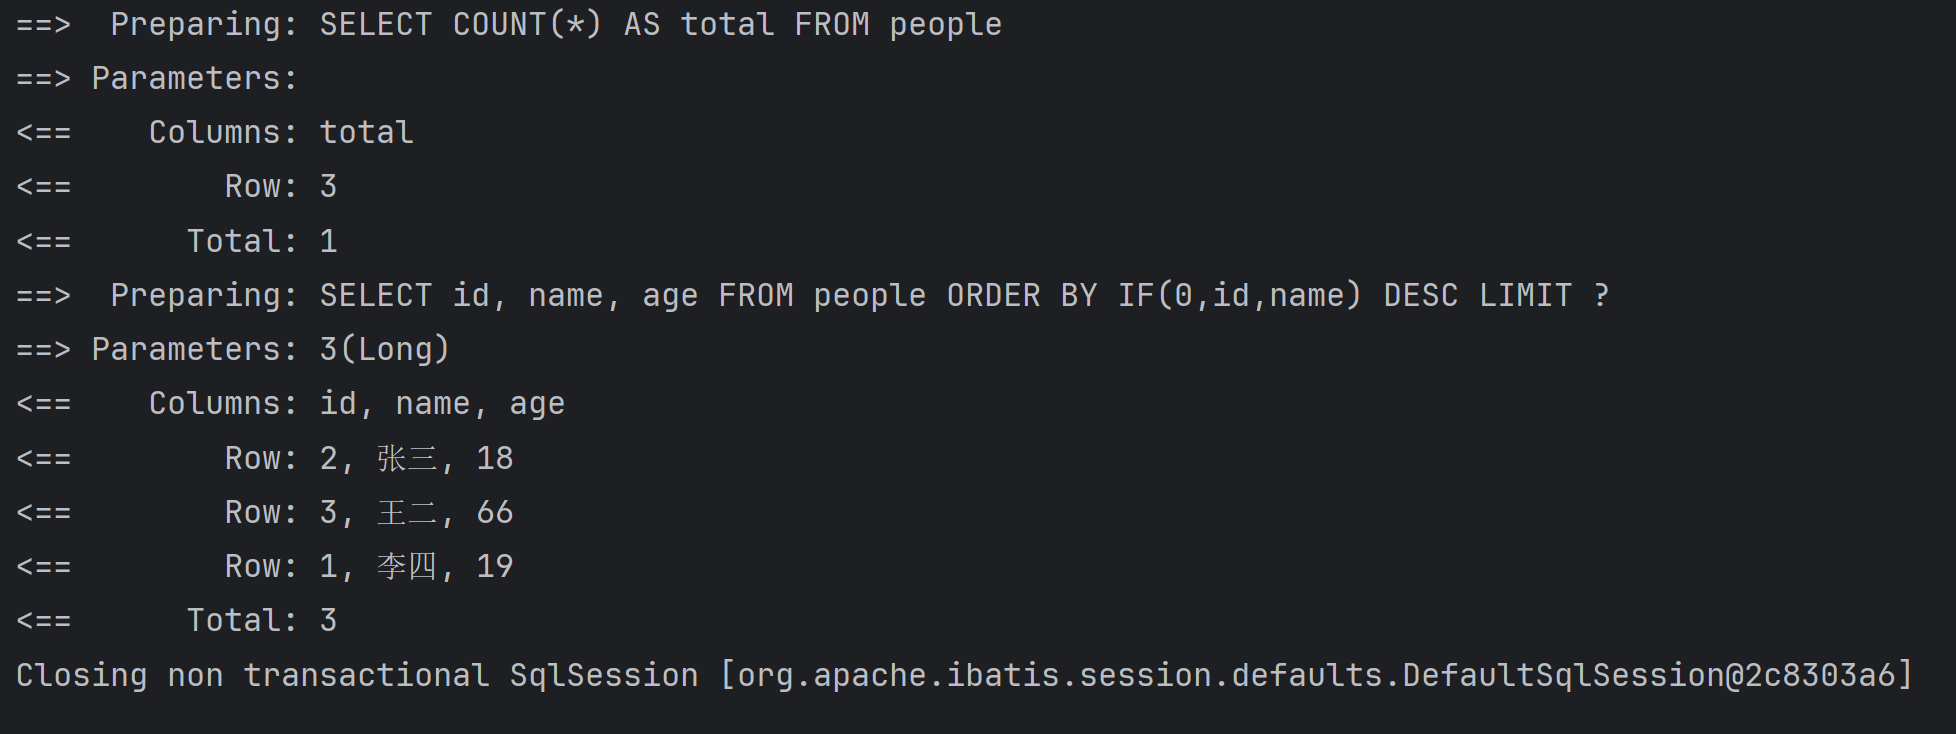 ==>  Preparing: SELECT COUNT(*) AS total FROM people
==> Parameters:
<==    Columns: total
<==        Row: 3
<==      Total: 1
==>  Preparing: SELECT id, name, age FROM people ORDER BY IF(0,id,name) DESC LIMIT ?
==> Parameters: 3(Long)
<==    Columns: id, name, age
<==        Row: 2, 张三, 18
<==        Row: 3, 王二, 66
<==        Row: 1, 李四, 19
<==      Total: 3
Closing non transactional SqlSession [org.apache.ibatis.session.defaults.DefaultSqlSession@2c8303a6]